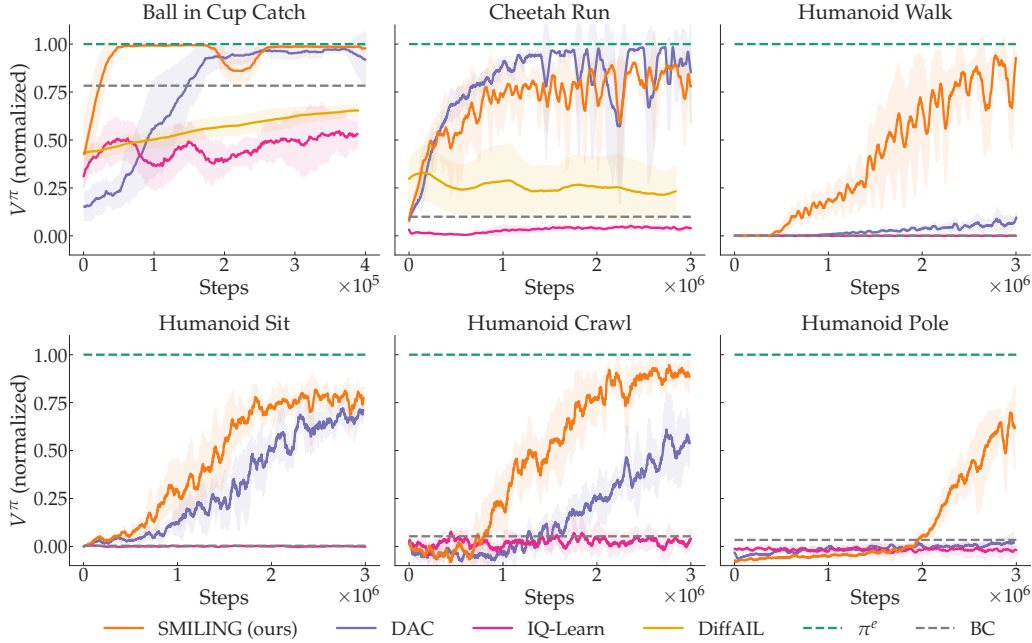 Ball in Cup Catch
Cheetah Run
Humanoid Walk
V^π (normalized)
1.00
0.75
0.50
0.25
0.00
0 1 2 3 4
0 1 2 3
0 1 2 3
Steps ×10^5
Steps ×10^6
Steps ×10^6
Humanoid Sit
Humanoid Crawl
Humanoid Pole
V^π (normalized)
1.00
0.75
0.50
0.25
0.00
0 1 2 3
0 1 2 3
0 1 2 3
Steps ×10^6
Steps ×10^6
Steps ×10^6
SMILING (ours) DAC IQ-Learn DiffAIL π^e BC